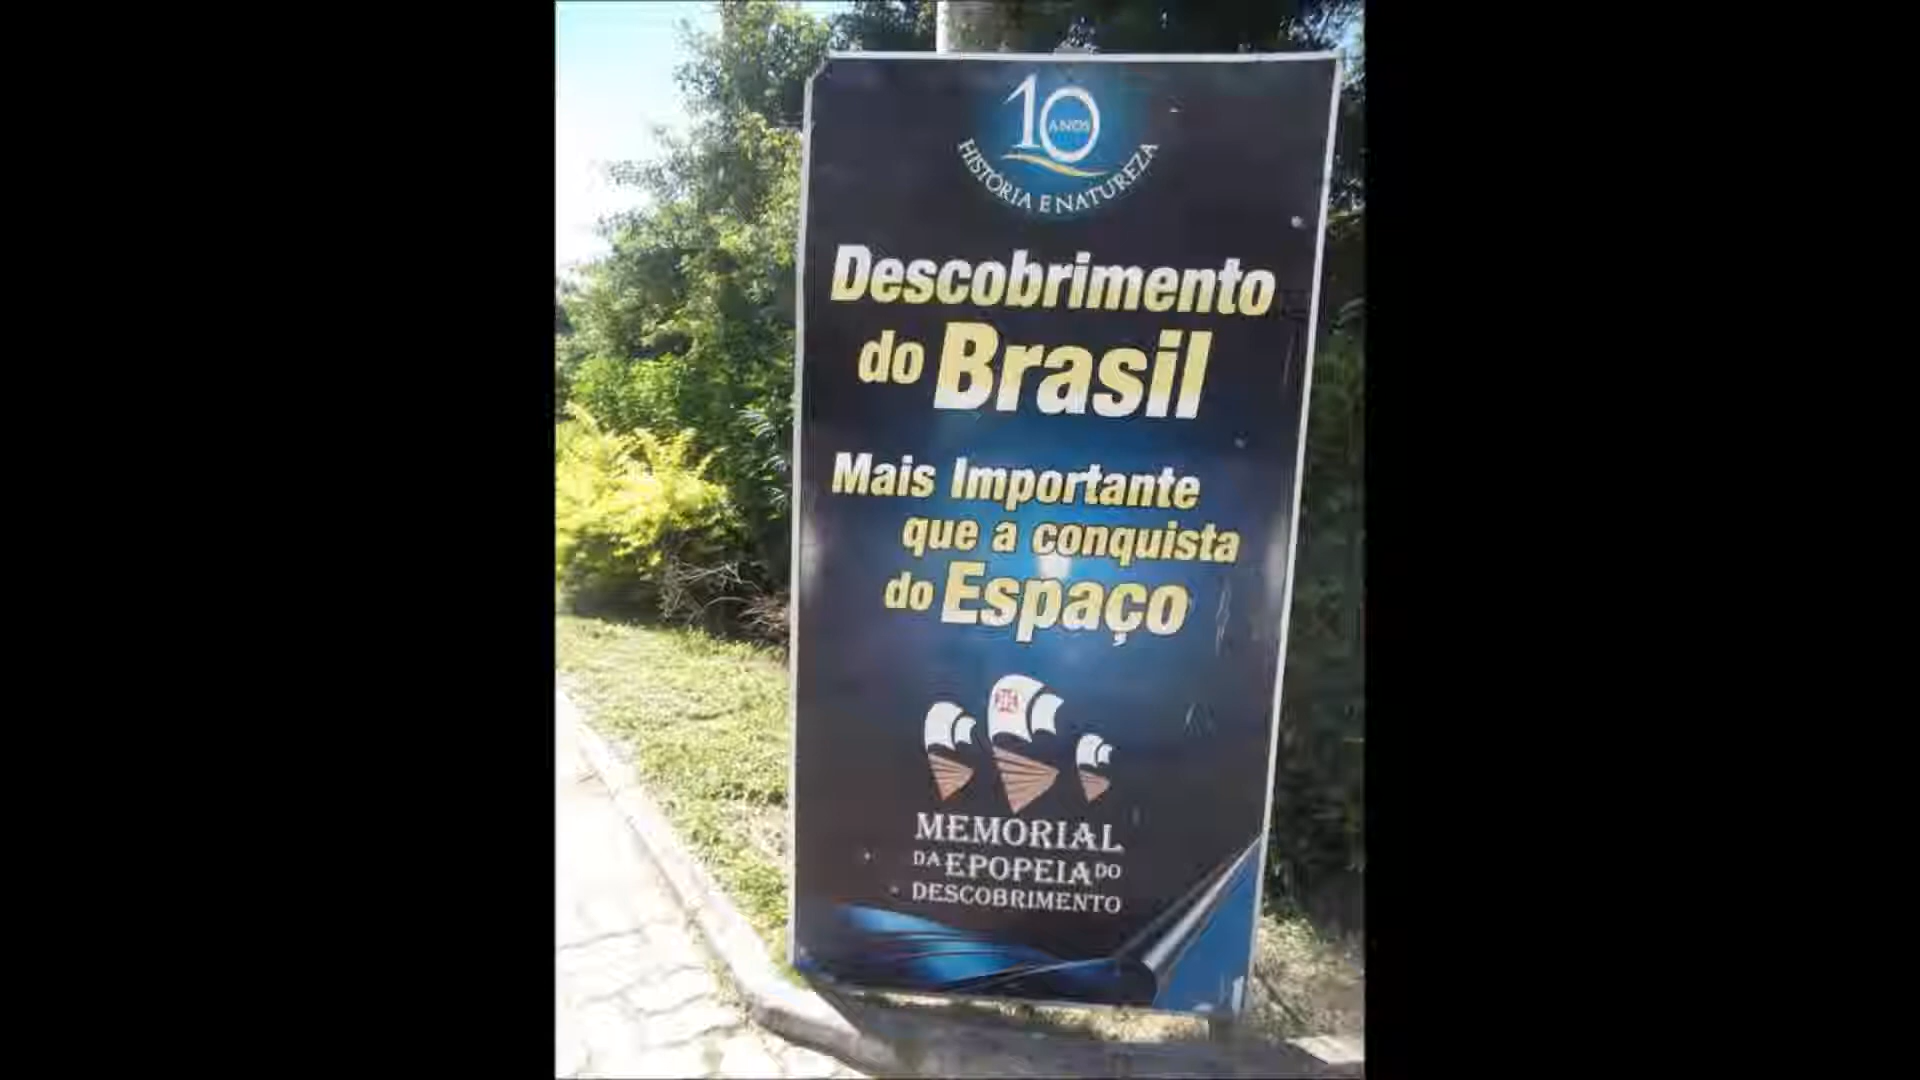 10
ANOS
HISTÓRIA E NATUREZA
Descobrimento
do Brasil
Mais Importante
que a conquista
do Espaço
MEMORIAL
DA EPOPEIA DO
DESCOBRIMENTO